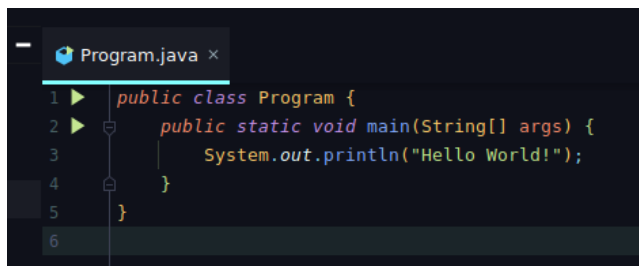 Program.java ×
1 public class Program {
2     public static void main(String[] args) {
3         System.out.println("Hello World!");
4     }
5 }
6